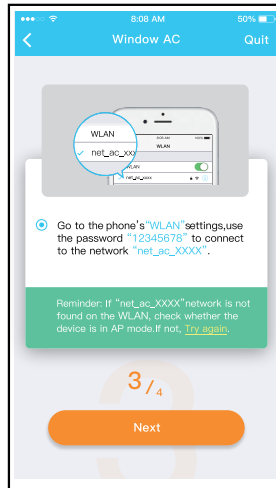 8:08 AM 50%
Window AC Quit
WLAN
net_ac_xxx
WLAN
WLAN
net_ac_xxxx
Go to the phone's“WLAN”settings,use
the password “12345678” to connect
to the network “net_ac_XXXX”.
Reminder: If “net_ac_XXXX”network is not
found on the WLAN, check whether the
device is in AP mode.If not, Try again.
3/4
Next
3